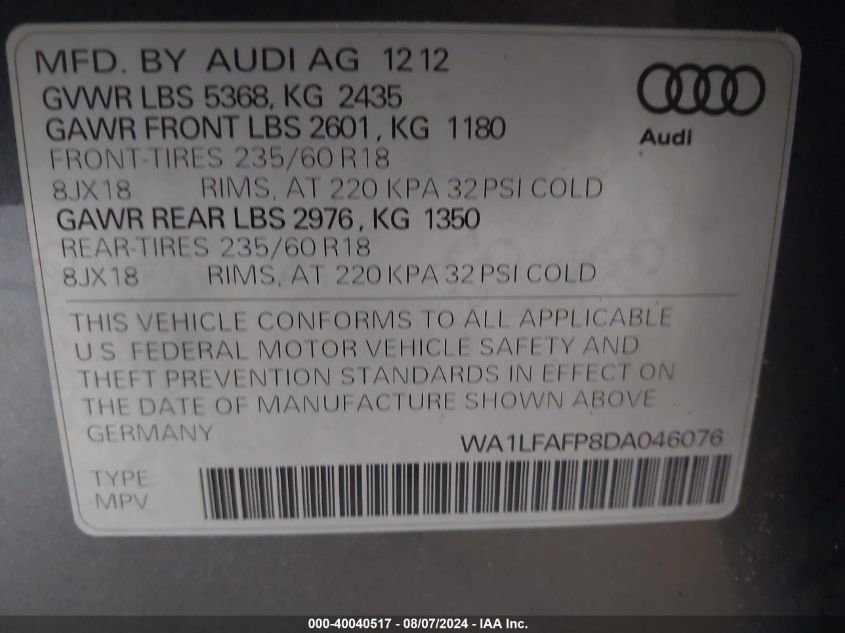 MFD. BY AUDI AG 1212
GVWR LBS 5368, KG 2435
GAWR FRONT LBS 2601, KG 1180
FRONT-TIRES 235/60 R18
8JX18 RIMS, AT 220 KPA 32 PSI COLD
GAWR REAR LBS 2976, KG 1350
REAR-TIRES 235/60 R18
8JX18 RIMS, AT 220 KPA 32 PSI COLD
Audi
THIS VEHICLE CONFORMS TO ALL APPLICABLE
U.S. FEDERAL MOTOR VEHICLE SAFETY AND
THEFT PREVENTION STANDARDS IN EFFECT ON
THE DATE OF MANUFACTURE SHOWN ABOVE
GERMANY
WA1LFAFP8DA046076
TYPE:
MPV
000-40040517 - 08/07/2024 - IAA Inc.